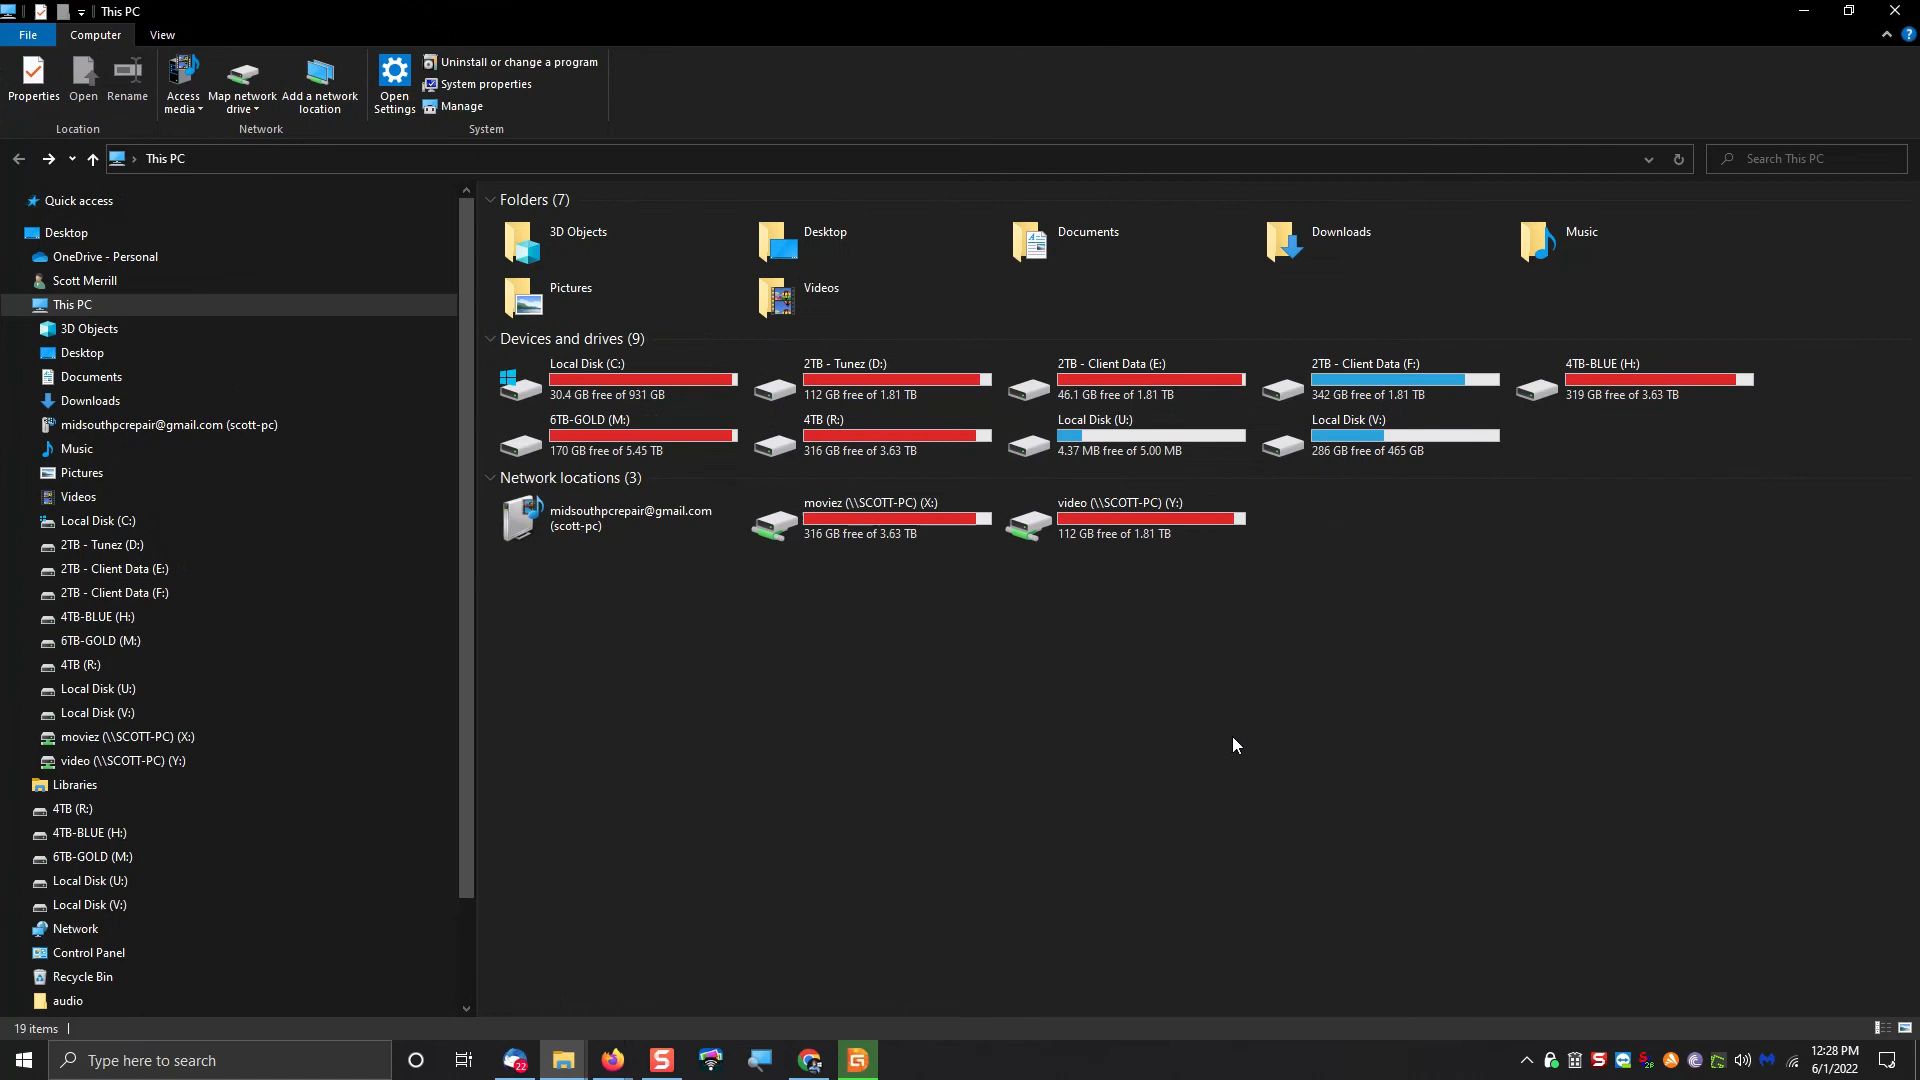 This PC
File
Computer
View
Properties
Open
Rename
Access
media
Map network
drive
Add a network
location
Open
Settings
Uninstall or change a program
System properties
Manage
Location
Network
System
This PC
Search This PC
Quick access
Desktop
OneDrive - Personal
Scott Merrill
This PC
3D Objects
Desktop
Documents
Downloads
midsouthpcrepair@gmail.com (scott-pc)
Music
Pictures
Videos
Local Disk (C:)
2TB - Tunez (D:)
2TB - Client Data (E:)
2TB - Client Data (F:)
4TB-BLUE (H:)
6TB-GOLD (M:)
4TB (R:)
Local Disk (U:)
Local Disk (V:)
moviez (\\SCOTT-PC) (X:)
video (\\SCOTT-PC) (Y:)
Libraries
4TB (R:)
4TB-BLUE (H:)
6TB-GOLD (M:)
Local Disk (U:)
Local Disk (V:)
Network
Control Panel
Recycle Bin
audio
Folders (7)
3D Objects
Desktop
Documents
Downloads
Music
Pictures
Videos
Devices and drives (9)
Local Disk (C:)
30.4 GB free of 931 GB
2TB - Tunez (D:)
112 GB free of 1.81 TB
2TB - Client Data (E:)
46.1 GB free of 1.81 TB
2TB - Client Data (F:)
342 GB free of 1.81 TB
4TB-BLUE (H:)
319 GB free of 3.63 TB
6TB-GOLD (M:)
170 GB free of 5.45 TB
4TB (R:)
316 GB free of 3.63 TB
Local Disk (U:)
4.37 MB free of 5.00 MB
Local Disk (V:)
286 GB free of 465 GB
Network locations (3)
midsouthpcrepair@gmail.com
(scott-pc)
moviez (\\SCOTT-PC) (X:)
316 GB free of 3.63 TB
video (\\SCOTT-PC) (Y:)
112 GB free of 1.81 TB
19 items
Type here to search
22
12:28 PM
6/1/2022